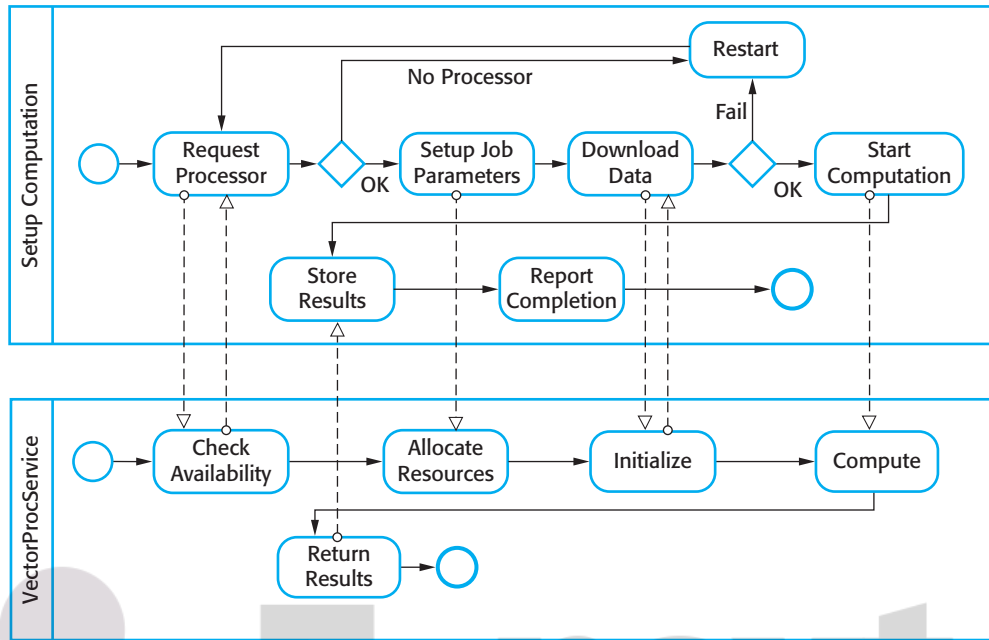 Setup Computation
Restart
No Processor
Fail
Request
Processor
OK
Setup Job
Parameters
Download
Data
OK
Start
Computation
Store
Results
Report
Completion
VectorProcService
Check
Availability
Allocate
Resources
Initialize
Compute
Return
Results